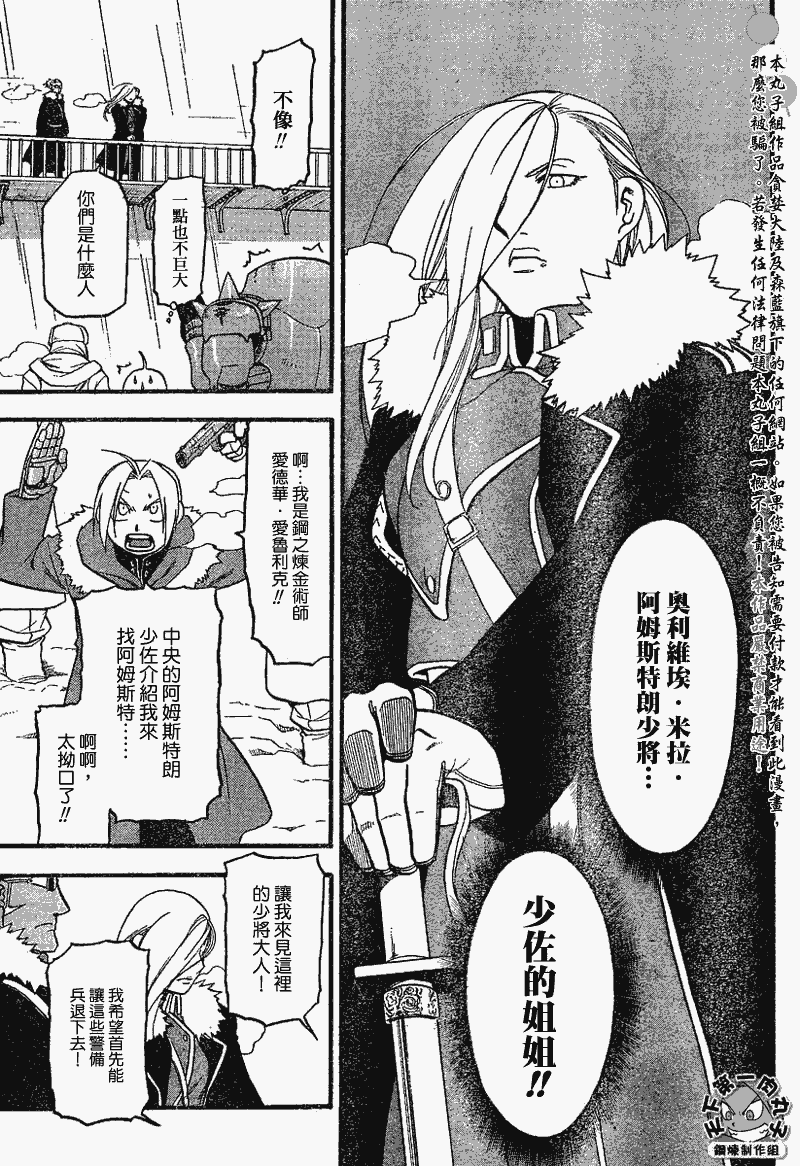 本丸子組作品貪婪大陸及森藍旗下的任何網站。如果您被告知需要付款才能看到此漫畫，
那麼您被騙了。若發生任何法律問題本丸子組一概不負責！本作品嚴禁商業用途！
奧利維埃·米拉·
阿姆斯特朗少將…
少佐的姐姐!!
不像!!
一點也不巨大
你們是什麼
人
啊…我是鋼之煉金術師
愛德華·愛魯利克!!
中央的阿姆斯特朗
少佐介紹我來
找阿姆斯特……
啊啊，
太拗口了!!
讓我來見這裡
的少將大人！
我希望首先能
讓這些警備
兵退下去！
天下第一肉丸子
鋼煉制作組